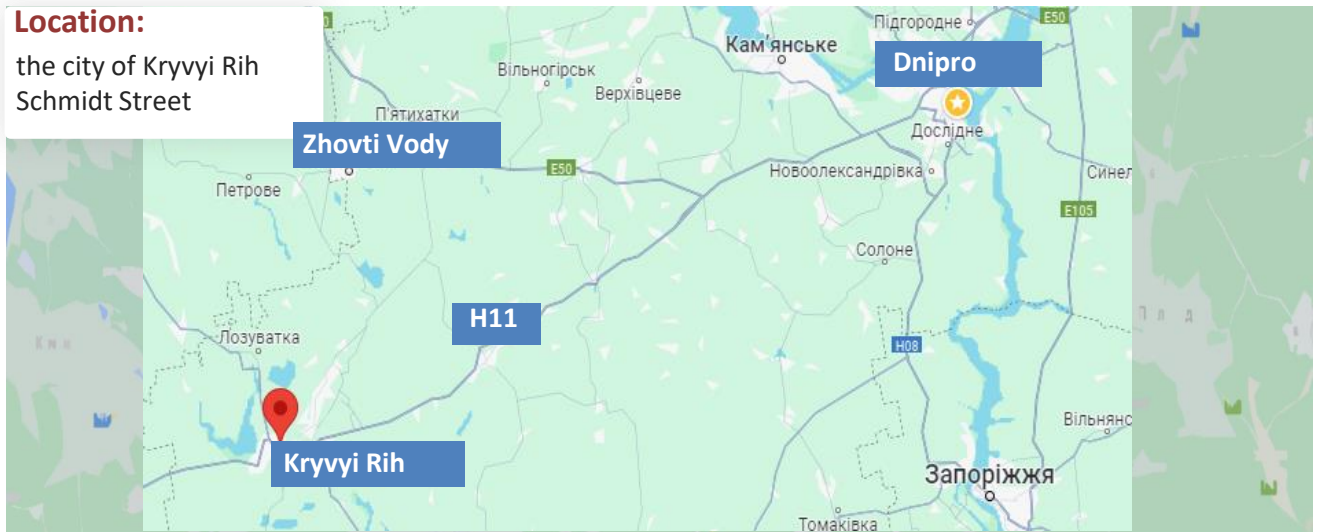 Location:
the city of Kryvyi Rih
Schmidt Street
Підгородне
E50
Кам'янське
Dnipro
Вільногірськ
Верхівцеве
П'ятихатки
Дослідне
Zhovti Vody
E50
Новоолександрівка
Синел
Петрове
E105
Солоне
H11
Лозуватка
H08
Вільнянс
Kryvyi Rih
Запоріжжя
Томаківка